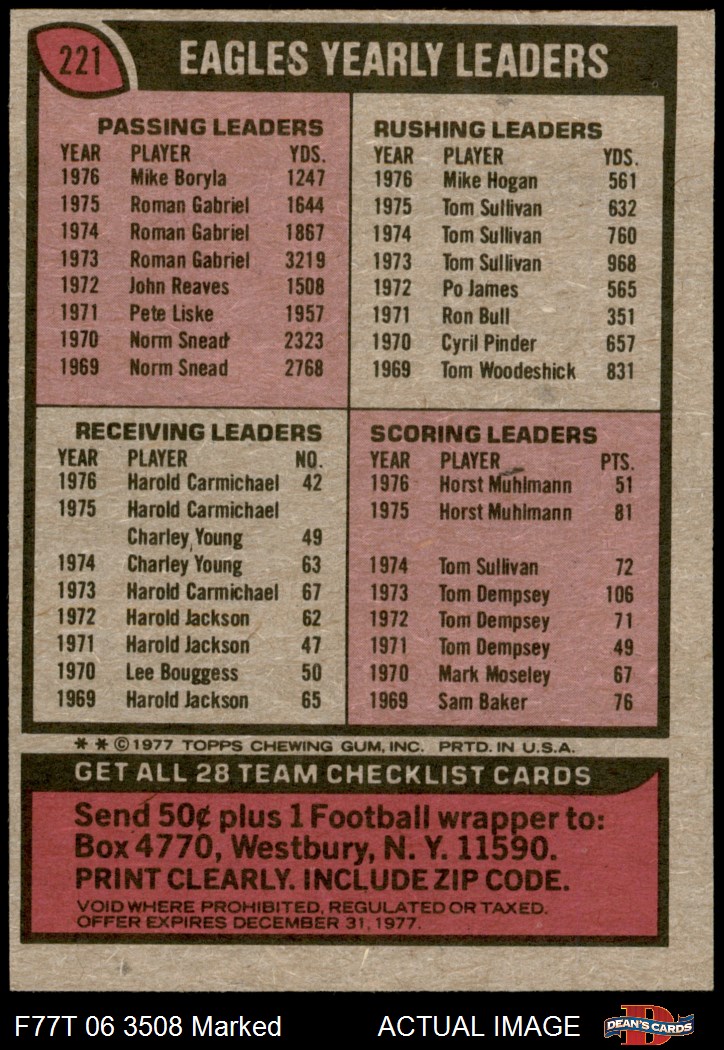 221
EAGLES YEARLY LEADERS
PASSING LEADERS
YEAR PLAYER YDS.
1976 Mike Boryla 1247
1975 Roman Gabriel 1644
1974 Roman Gabriel 1867
1973 Roman Gabriel 3219
1972 John Reaves 1508
1971 Pete Liske 1957
1970 Norm Snead 2323
1969 Norm Snead 2768
RUSHING LEADERS
YEAR PLAYER YDS.
1976 Mike Hogan 561
1975 Tom Sullivan 632
1974 Tom Sullivan 760
1973 Tom Sullivan 968
1972 Po James 565
1971 Ron Bull 351
1970 Cyril Pinder 657
1969 Tom Woodeshick 831
RECEIVING LEADERS
YEAR PLAYER NO.
1976 Harold Carmichael 42
1975 Harold Carmichael
Charley Young 49
1974 Charley Young 63
1973 Harold Carmichael 67
1972 Harold Jackson 62
1971 Harold Jackson 47
1970 Lee Bouggess 50
1969 Harold Jackson 65
SCORING LEADERS
YEAR PLAYER PTS.
1976 Horst Muhlmann 51
1975 Horst Muhlmann 81
1974 Tom Sullivan 72
1973 Tom Dempsey 106
1972 Tom Dempsey 71
1971 Tom Dempsey 49
1970 Mark Moseley 67
1969 Sam Baker 76
* * © 1977 TOPPS CHEWING GUM, INC. PRTD. IN U.S.A.
GET ALL 28 TEAM CHECKLIST CARDS
Send 50¢ plus 1 Football wrapper to:
Box 4770, Westbury, N. Y. 11590.
PRINT CLEARLY. INCLUDE ZIP CODE.
VOID WHERE PROHIBITED, REGULATED OR TAXED.
OFFER EXPIRES DECEMBER 31, 1977.
F77T 06 3508 Marked ACTUAL IMAGE
D
DEAN'S CARDS